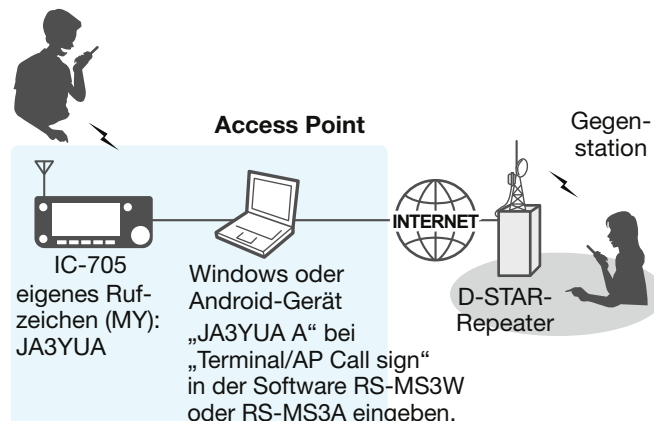 Access Point
Gegen-
station
INTERNET
IC-705
eigenes Ruf-
zeichen (MY):
JA3YUA
Windows oder
Android-Gerät
„JA3YUA A“ bei
„Terminal/AP Call sign“
in der Software RS-MS3W
oder RS-MS3A eingeben.
D-STAR-
Repeater